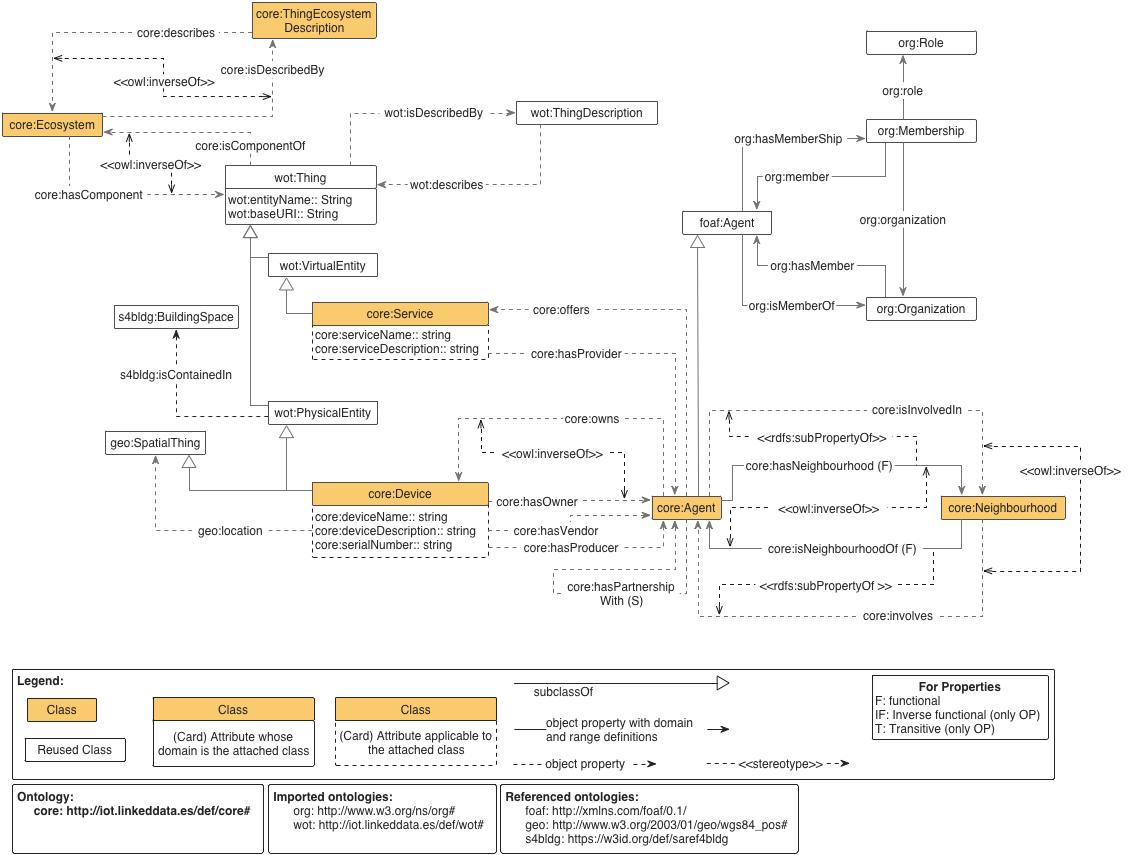 core:ThingEcosystem
Description
core:describes
core:isDescribedBy
<<owl:inverseOf>>
core:Ecosystem
core:isComponentOf
<<owl:inverseOf>>
core:hasComponent
wot:isDescribedBy
wot:ThingDescription
wot:describes
wot:Thing
wot:entityName:: String
wot:baseURI:: String
org:Role
org:role
org:Membership
org:hasMemberShip
org:member
org:organization
foaf:Agent
org:hasMember
org:isMemberOf
org:Organization
wot:VirtualEntity
s4bldg:BuildingSpace
core:Service
core:serviceName:: string
core:serviceDescription:: string
core:offers
core:hasProvider
s4bldg:isContainedIn
wot:PhysicalEntity
geo:SpatialThing
core:owns
<<owl:inverseOf>>
core:Device
core:deviceName:: string
core:deviceDescription:: string
core:serialNumber:: string
geo:location
core:hasOwner
core:hasVendor
core:hasProducer
core:Agent
core:hasPartnership
With (S)
core:isInvolvedIn
<<rdfs:subPropertyOf>>
core:hasNeighbourhood (F)
<<owl:inverseOf>>
<<owl:inverseOf>>
core:Neighbourhood
core:isNeighbourhoodOf (F)
<<rdfs:subPropertyOf >>
core:involves
Legend:
Class
Reused Class
Class
(Card) Attribute whose
domain is the attached class
Class
(Card) Attribute applicable to
the attached class
subclassOf
object property with domain
and range definitions
object property
<<stereotype>>
For Properties
F: functional
IF: Inverse functional (only OP)
T: Transitive (only OP)
Ontology:
core: http://iot.linkeddata.es/def/core#
Imported ontologies:
org: http://www.w3.org/ns/org#
wot: http://iot.linkeddata.es/def/wot#
Referenced ontologies:
foaf: http://xmlns.com/foaf/0.1/
geo: http://www.w3.org/2003/01/geo/wgs84_pos#
s4bldg: https://w3id.org/def/saref4bldg